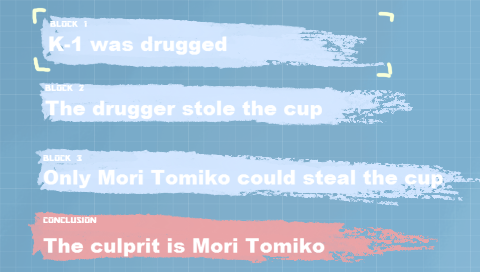 BLOCK 1
K-1 was drugged
BLOCK 2
The drugger stole the cup
BLOCK 3
Only Mori Tomiko could steal the cup
CONCLUSION
The culprit is Mori Tomiko